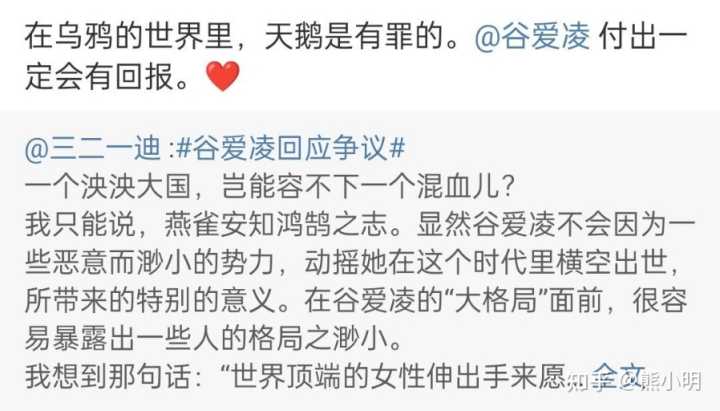 在乌鸦的世界里，天鹅是有罪的。@谷爱凌 付出一
定会有回报。❤️
@三二一迪 :#谷爱凌回应争议#
一个泱泱大国，岂能容不下一个混血儿？
我只能说，燕雀安知鸿鹄之志。显然谷爱凌不会因为一
些恶意而渺小的势力，动摇她在这个时代里横空出世，
所带来的特别的意义。在谷爱凌的“大格局”面前，很容
易暴露出一些人的格局之渺小。
我想到那句话：“世界顶端的女性伸出手来愿... 全文
知乎 @熊小明